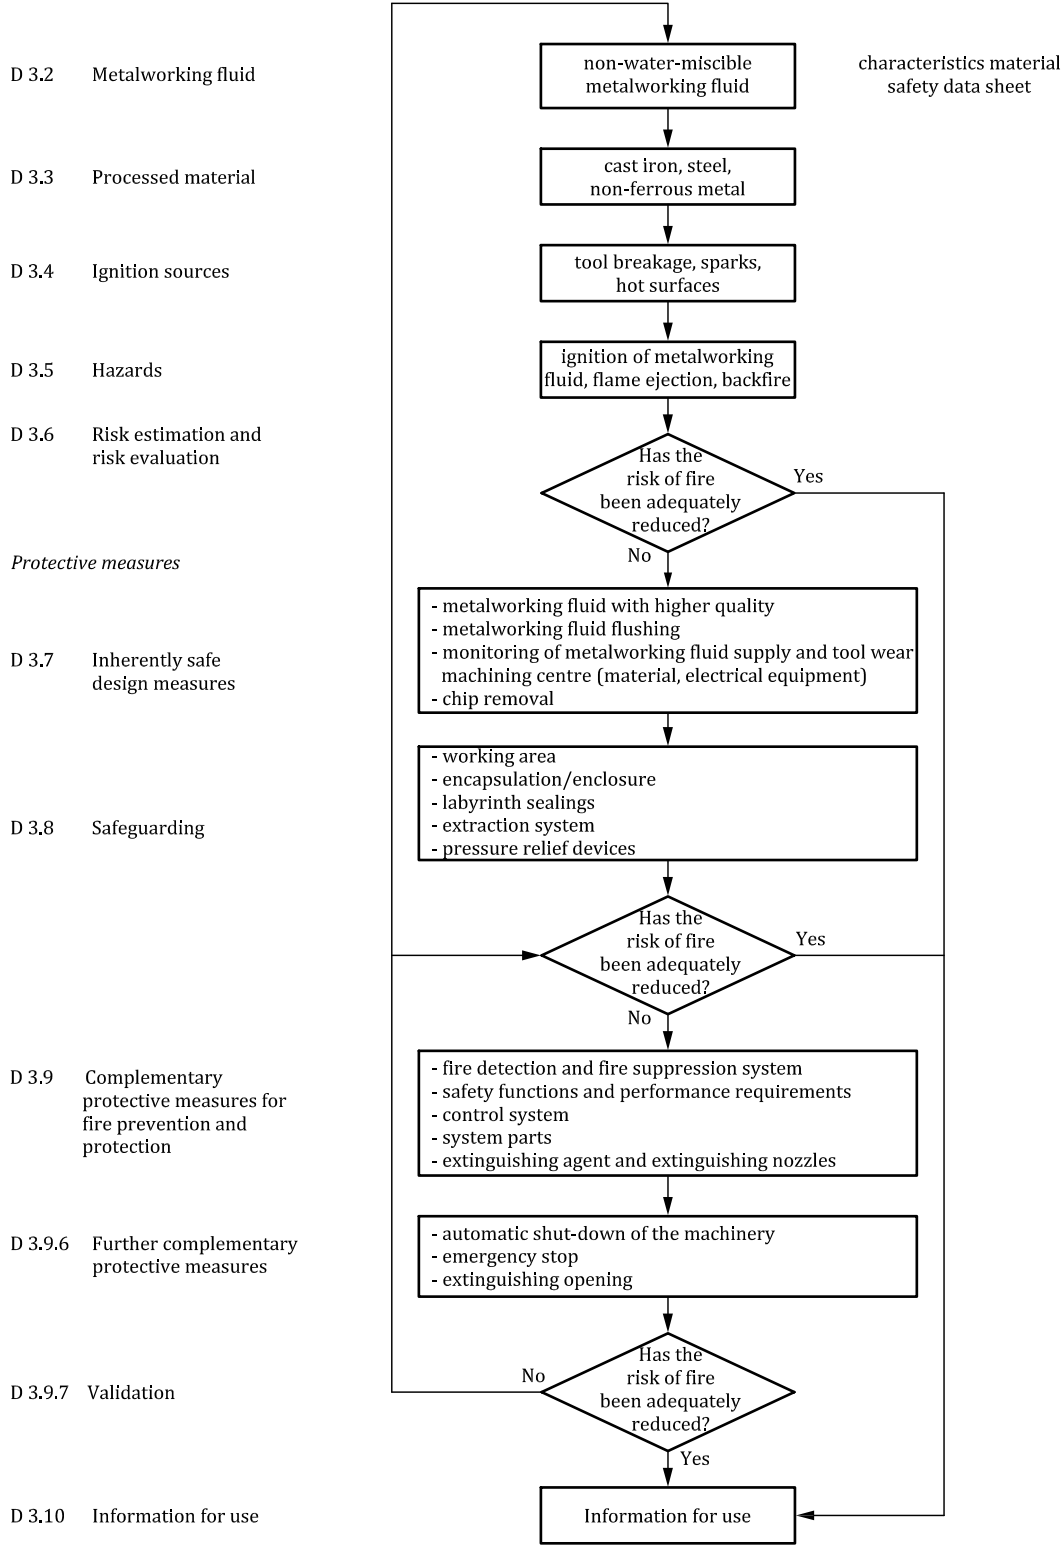 D 3.2 Metalworking fluid
non-water-miscible
metalworking fluid
characteristics material
safety data sheet
D 3.3 Processed material
cast iron, steel,
non-ferrous metal
D 3.4 Ignition sources
tool breakage, sparks,
hot surfaces
D 3.5 Hazards
ignition of metalworking
fluid, flame ejection, backfire
D 3.6 Risk estimation and
risk evaluation
Has the
risk of fire
been adequately
reduced?
Yes
No
Protective measures
D 3.7 Inherently safe
design measures
- metalworking fluid with higher quality
- metalworking fluid flushing
- monitoring of metalworking fluid supply and tool wear
machining centre (material, electrical equipment)
- chip removal
D 3.8 Safeguarding
- working area
- encapsulation/enclosure
- labyrinth sealings
- extraction system
- pressure relief devices
Has the
risk of fire
been adequately
reduced?
Yes
No
D 3.9 Complementary
protective measures for
fire prevention and
protection
- fire detection and fire suppression system
- safety functions and performance requirements
- control system
- system parts
- extinguishing agent and extinguishing nozzles
D 3.9.6 Further complementary
protective measures
- automatic shut-down of the machinery
- emergency stop
- extinguishing opening
D 3.9.7 Validation
No
Has the
risk of fire
been adequately
reduced?
Yes
D 3.10 Information for use
Information for use